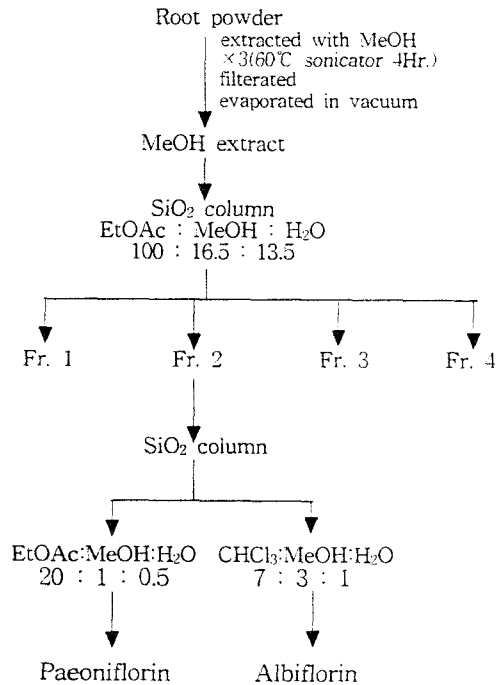 Root powder
extracted with MeOH
×3(60℃ sonicator 4Hr.)
filterated
evaporated in vacuum
MeOH extract
SiO₂ column
EtOAc : MeOH : H₂O
100 : 16.5 : 13.5
Fr. 1 Fr. 2 Fr. 3 Fr. 4
SiO₂ column
EtOAc:MeOH:H₂O CHCl₃:MeOH:H₂O
20 : 1 : 0.5 7 : 3 : 1
Paeoniflorin Albiflorin